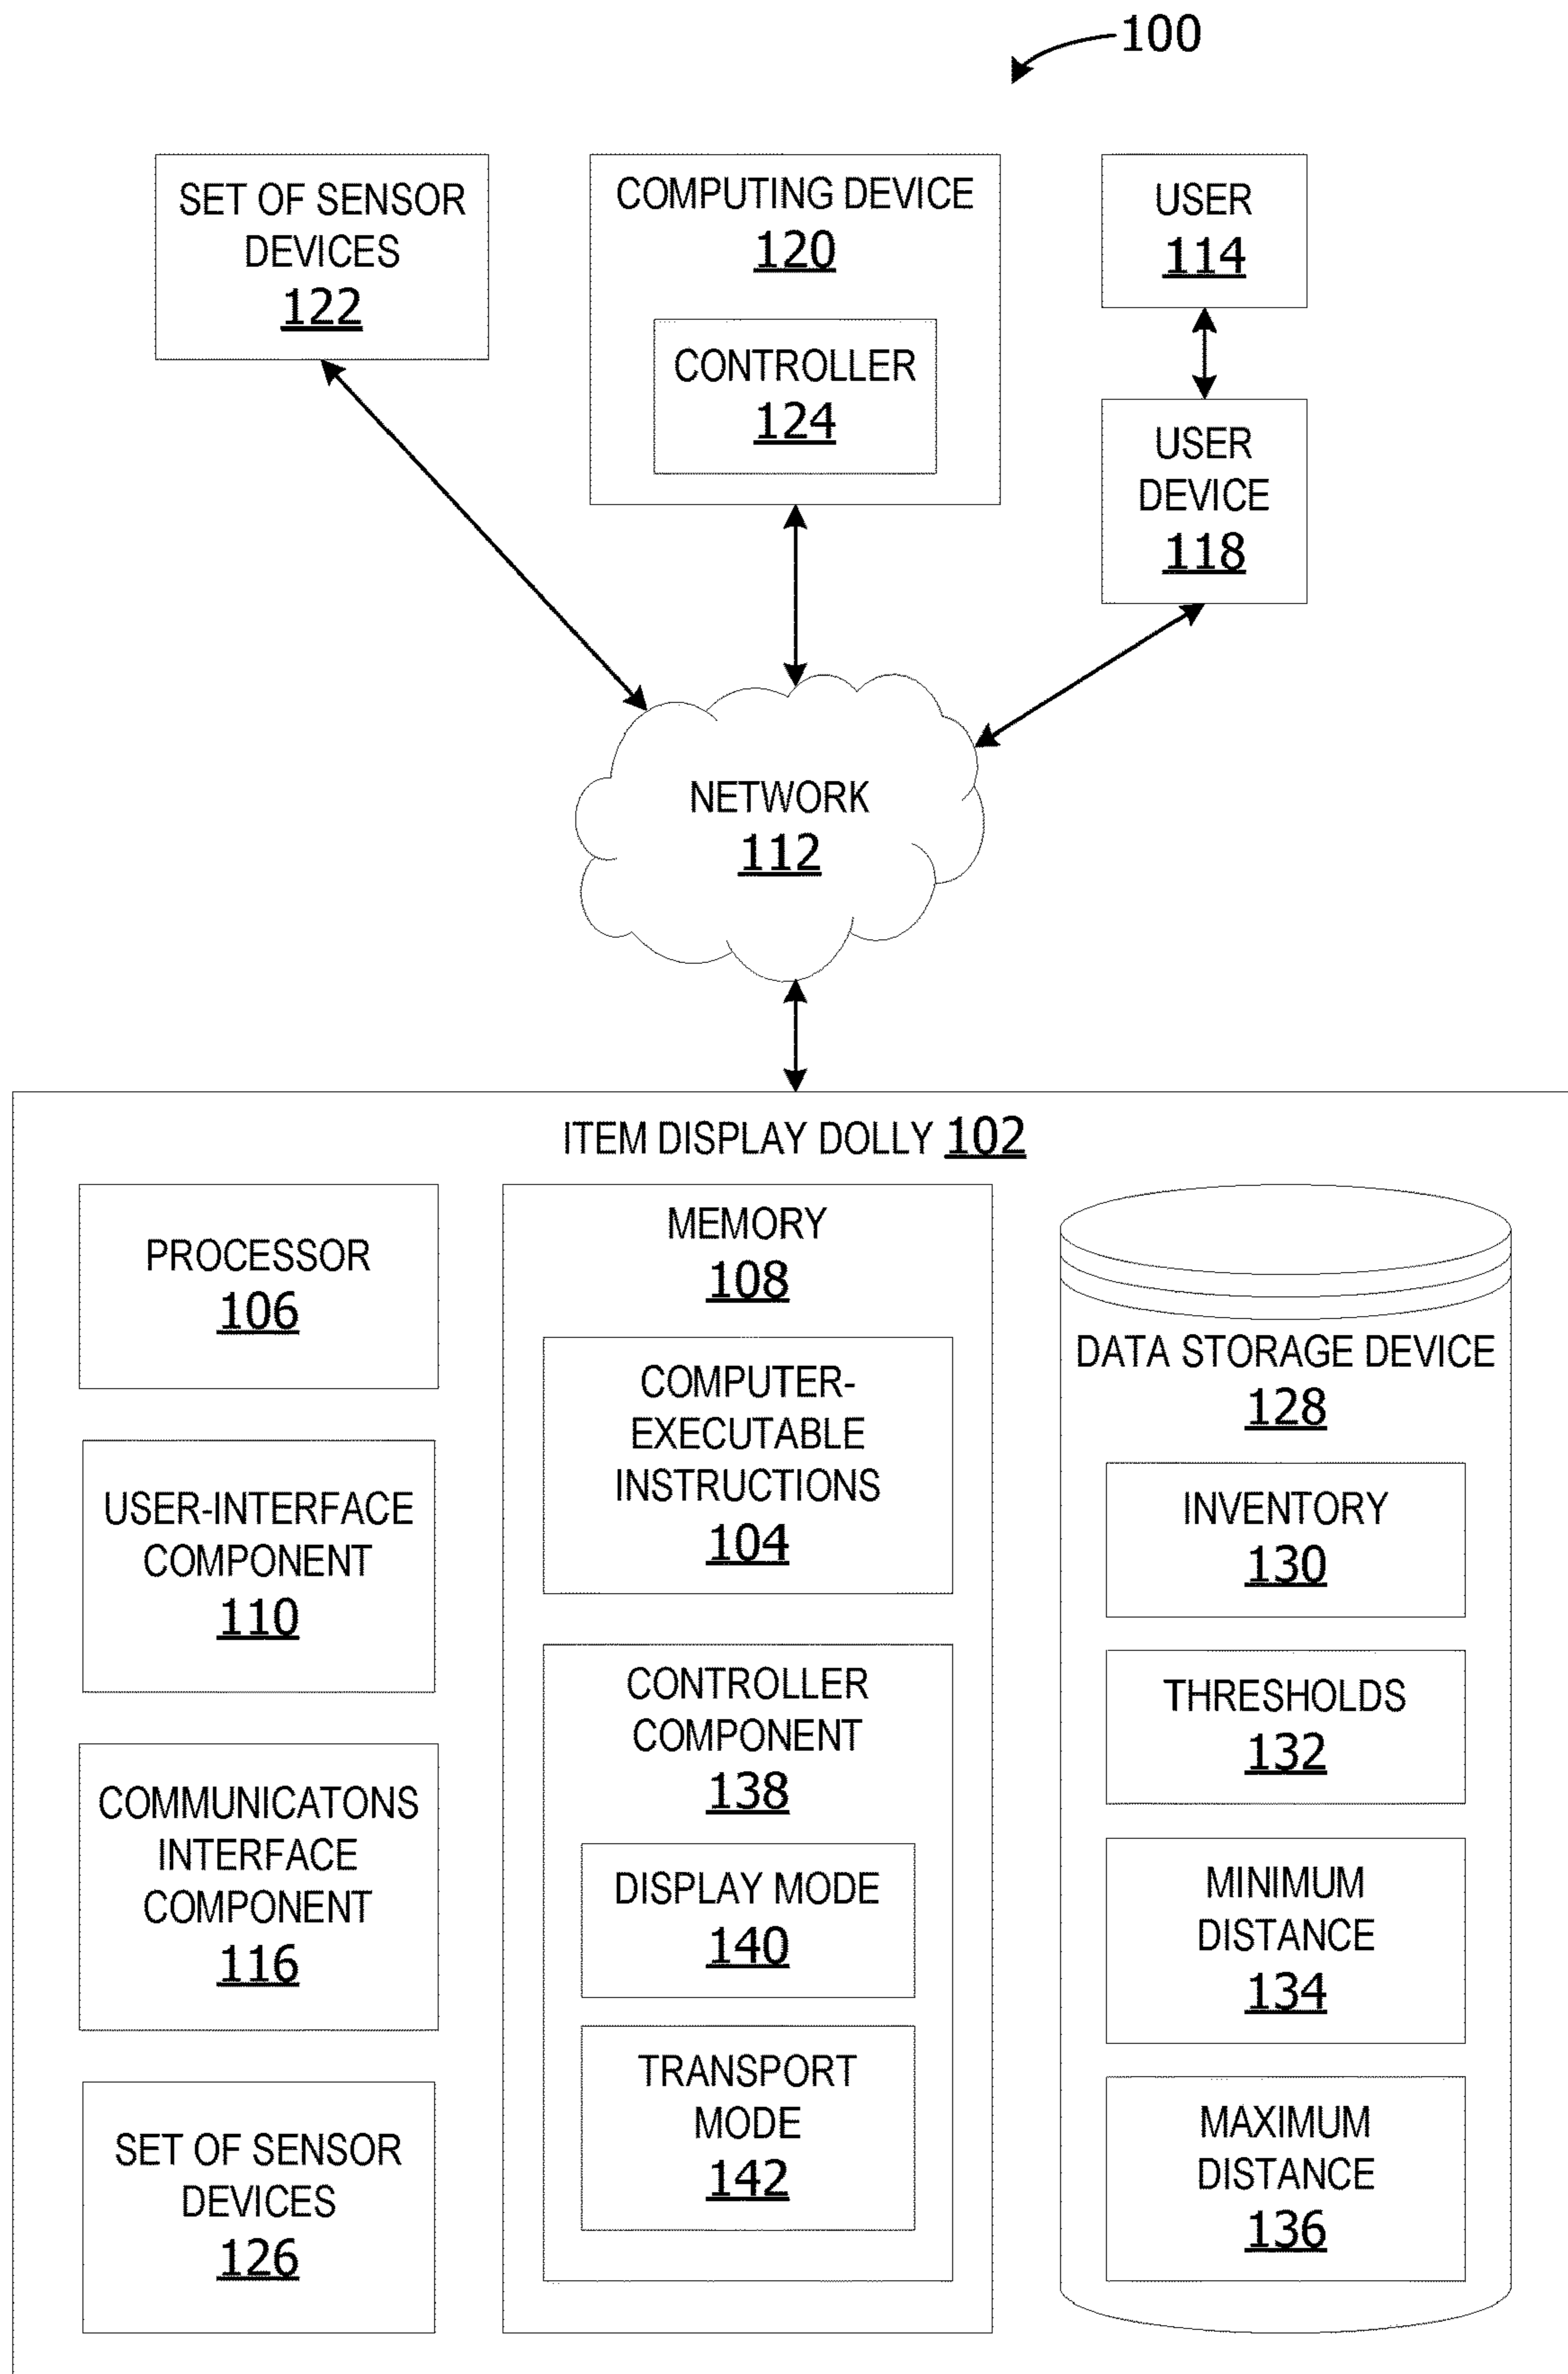 100
SET OF SENSOR
DEVICES
122
COMPUTING DEVICE
120
CONTROLLER
124
USER
114
USER
DEVICE
118
NETWORK
112
ITEM DISPLAY DOLLY 102
PROCESSOR
106
USER-INTERFACE
COMPONENT
110
COMMUNICATONS
INTERFACE
COMPONENT
116
SET OF SENSOR
DEVICES
126
MEMORY
108
COMPUTER-
EXECUTABLE
INSTRUCTIONS
104
CONTROLLER
COMPONENT
138
DISPLAY MODE
140
TRANSPORT
MODE
142
DATA STORAGE DEVICE
128
INVENTORY
130
THRESHOLDS
132
MINIMUM
DISTANCE
134
MAXIMUM
DISTANCE
136